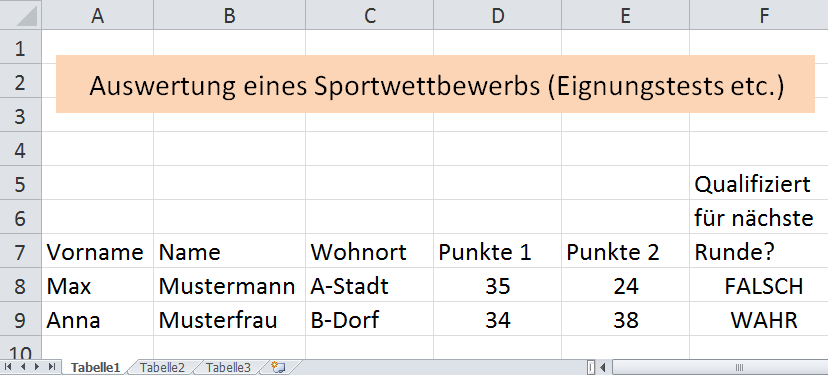 A B C D E F
1
2 Auswertung eines Sportwettbewerbs (Eignungstests etc.)
3
4
5 Qualifiziert
6 für nächste
7 Vorname Name Wohnort Punkte 1 Punkte 2 Runde?
8 Max Mustermann A-Stadt 35 24 FALSCH
9 Anna Musterfrau B-Dorf 34 38 WAHR
10
Tabelle1 Tabelle2 Tabelle3